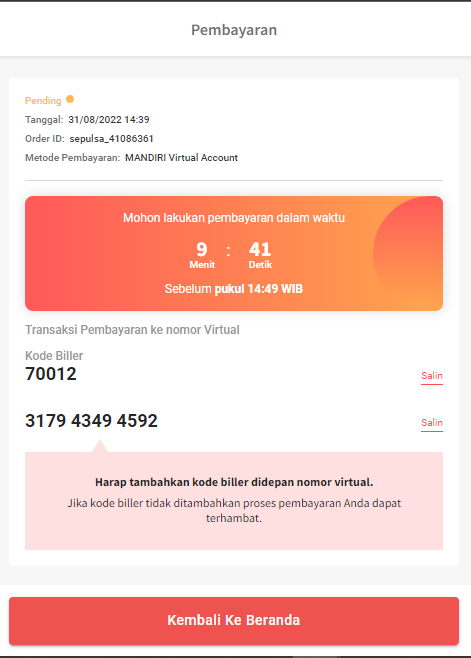 Pembayaran
Pending
Tanggal: 31/08/2022 14:39
Order ID: sepulsa_41086361
Metode Pembayaran: MANDIRI Virtual Account
Mohon lakukan pembayaran dalam waktu
9 : 41
Menit Detik
Sebelum pukul 14:49 WIB
Transaksi Pembayaran ke nomor Virtual
Kode Biller
70012 Salin
3179 4349 4592 Salin
Harap tambahkan kode biller didepan nomor virtual.
Jika kode biller tidak ditambahkan proses pembayaran Anda dapat
terhambat.
Kembali Ke Beranda